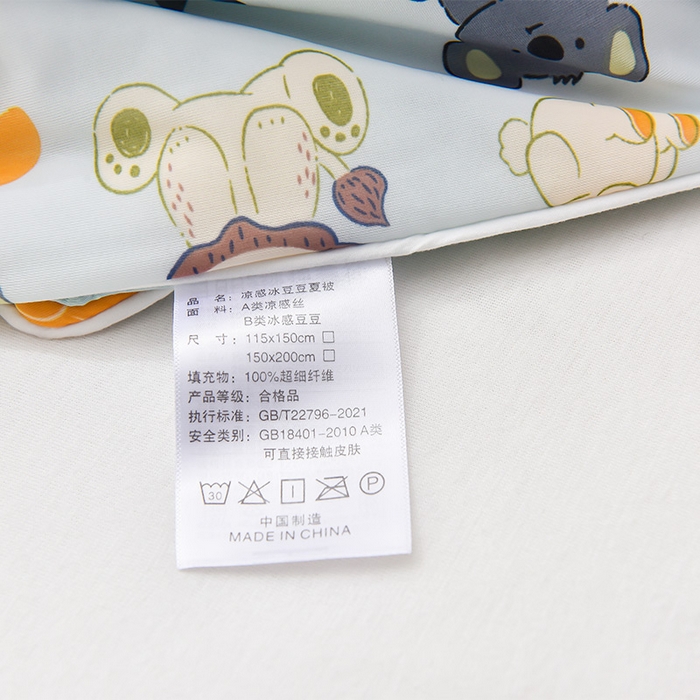 品 名：凉感冰豆豆夏被
面 料：A类凉感丝
B类冰感豆豆
尺 寸：115x150cm
150x200cm
填充物：100%超细纤维
产品等级：合格品
执行标准：GB/T22796-2021
安全类别：GB18401-2010 A类
可直接接触皮肤
30 P
中国制造
MADE IN CHINA